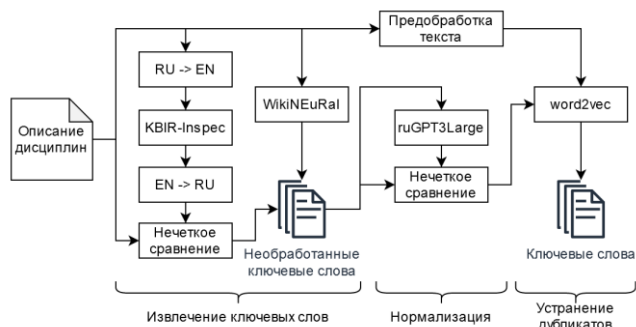 Предобработка
текста
RU -> EN
KBIR-Inspec
WikiNEuRal
ruGPT3Large
word2vec
Описание
дисциплин
EN -> RU
Нечеткое
сравнение
Нечеткое
сравнение
Необработанные
ключевые слова
Ключевые слова
Извлечение ключевых слов
Нормализация
Устранение
дубликатов